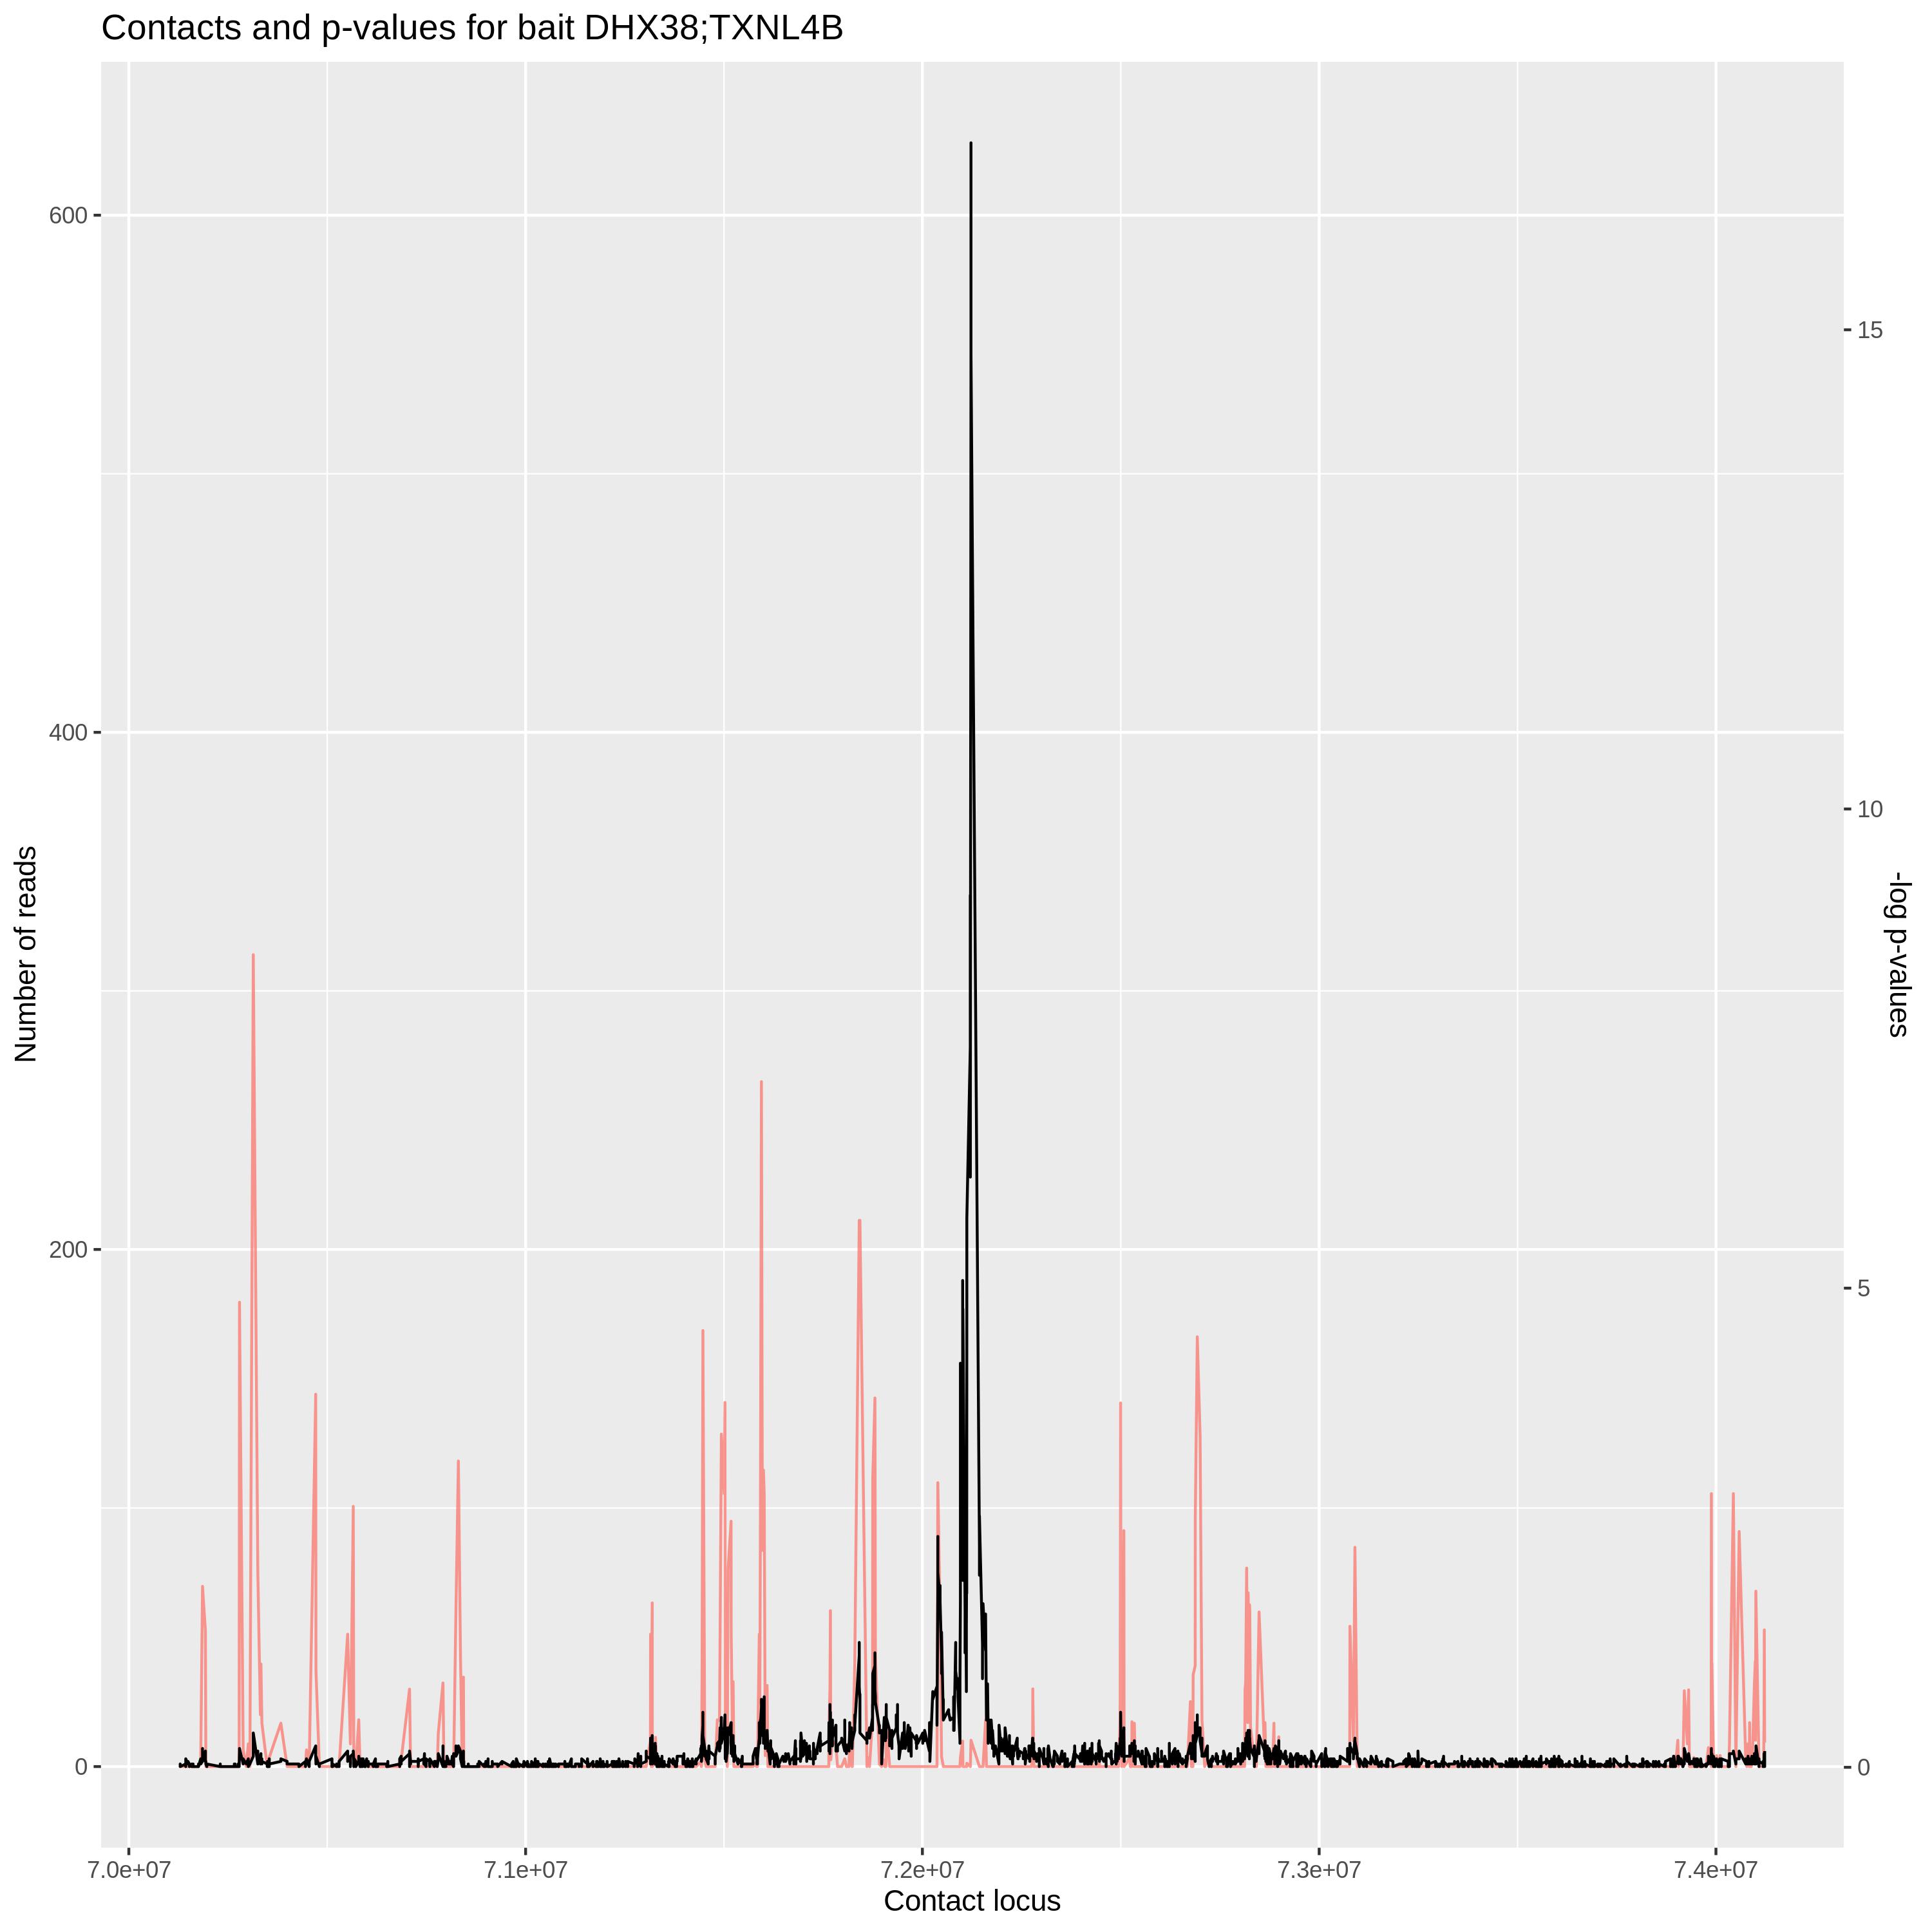 Contacts and p-values for bait DHX38;TXNL4B
600
400
200
0
Number of reads
15
10
5
0
-log p-values
7.0e+07 7.1e+07 7.2e+07 7.3e+07 7.4e+07
Contact locus